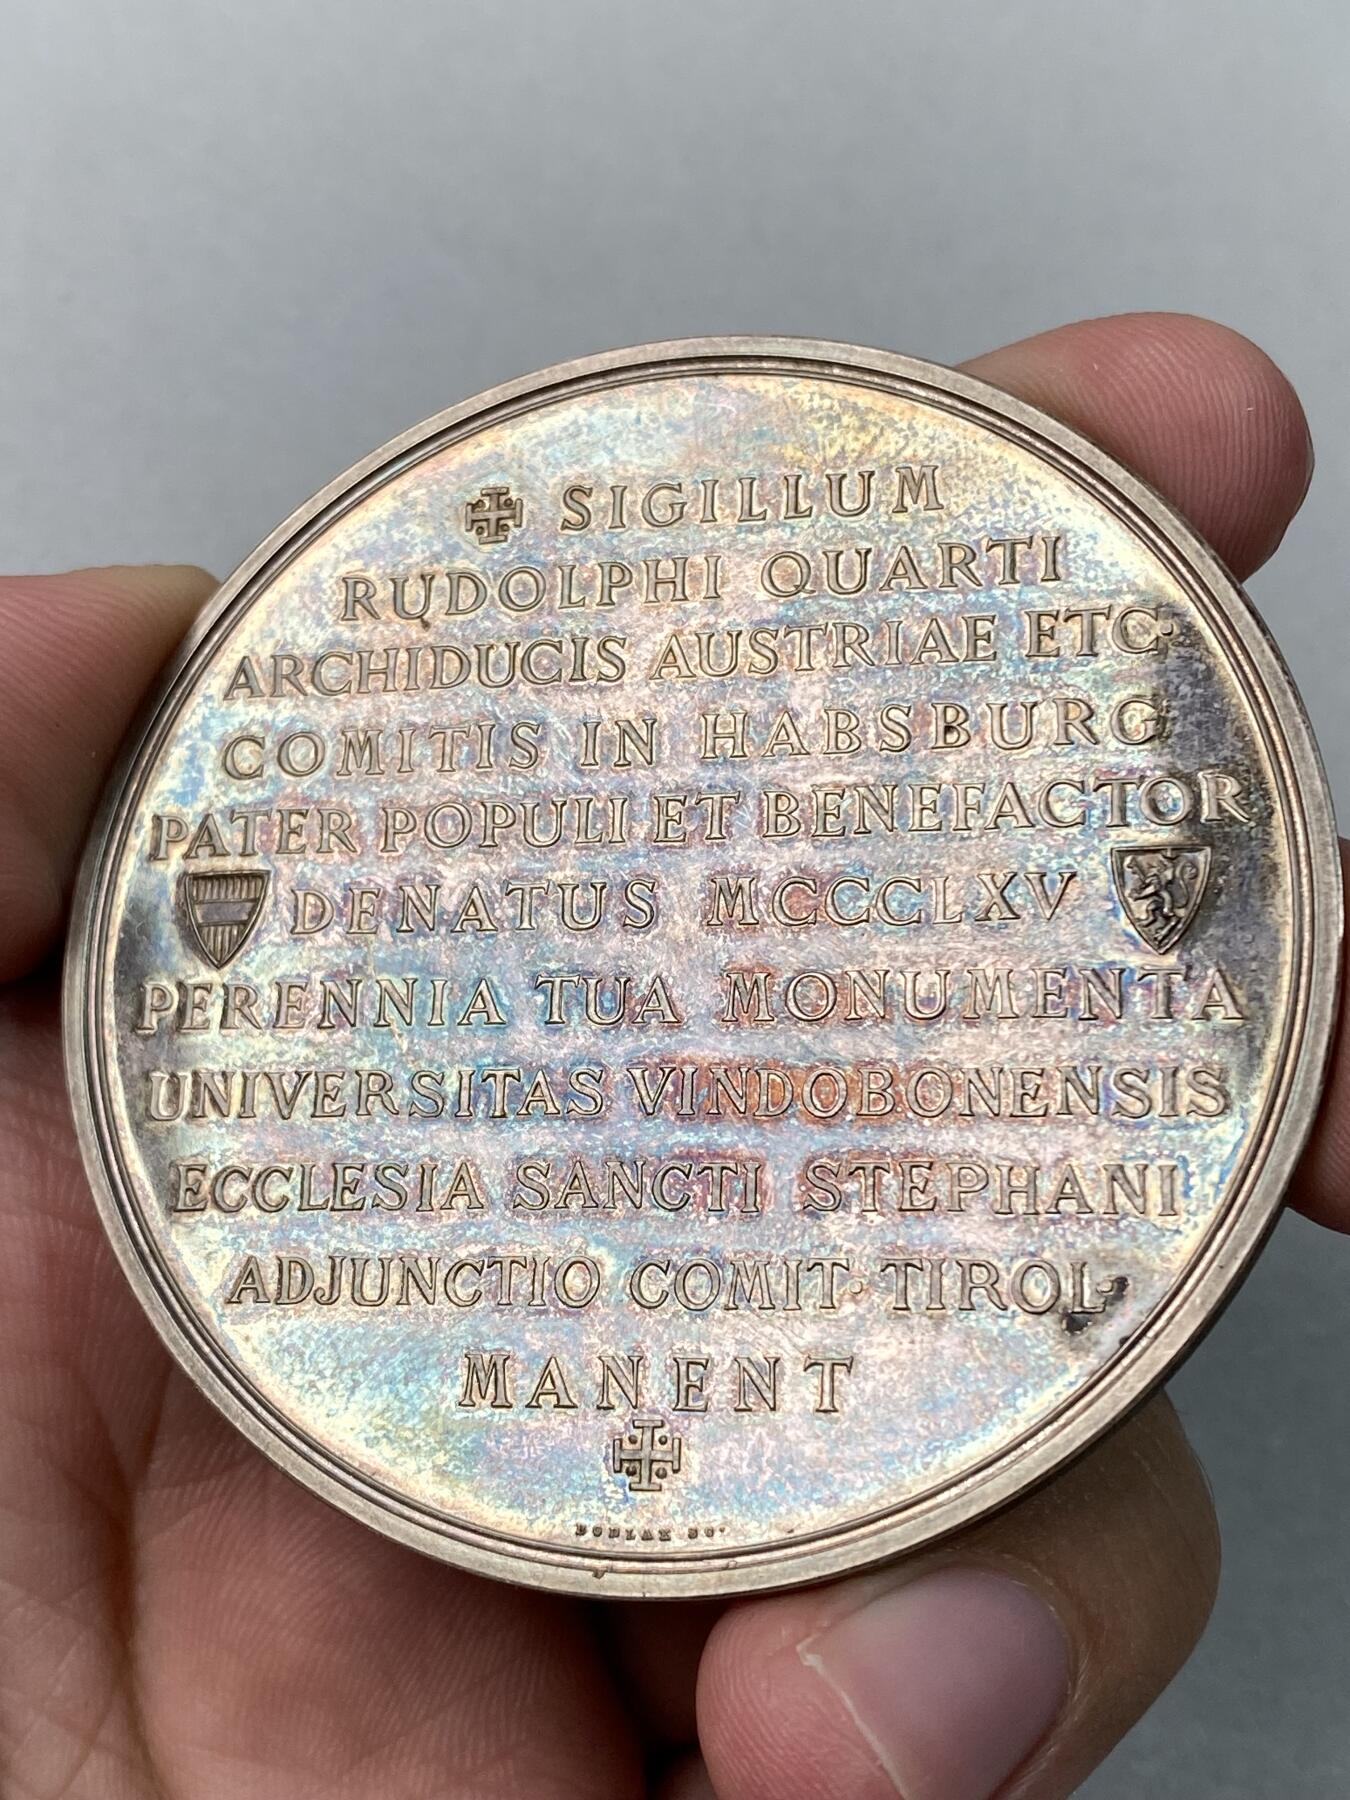 SIGILLUM
RUDOLPHI QUARTI
ARCHIDUCIS AUSTRIAE ETC·
COMITIS IN HABSBURG
PATER POPULI ET BENEFACTOR
DENATUS MCCCLXV
PERENNIA TUA MONUMENTA
UNIVERSITAS VINDOBONENSIS
ECCLESIA SANCTI STEPHANI
ADJUNCTIO COMIT· TIROL·
MANENT